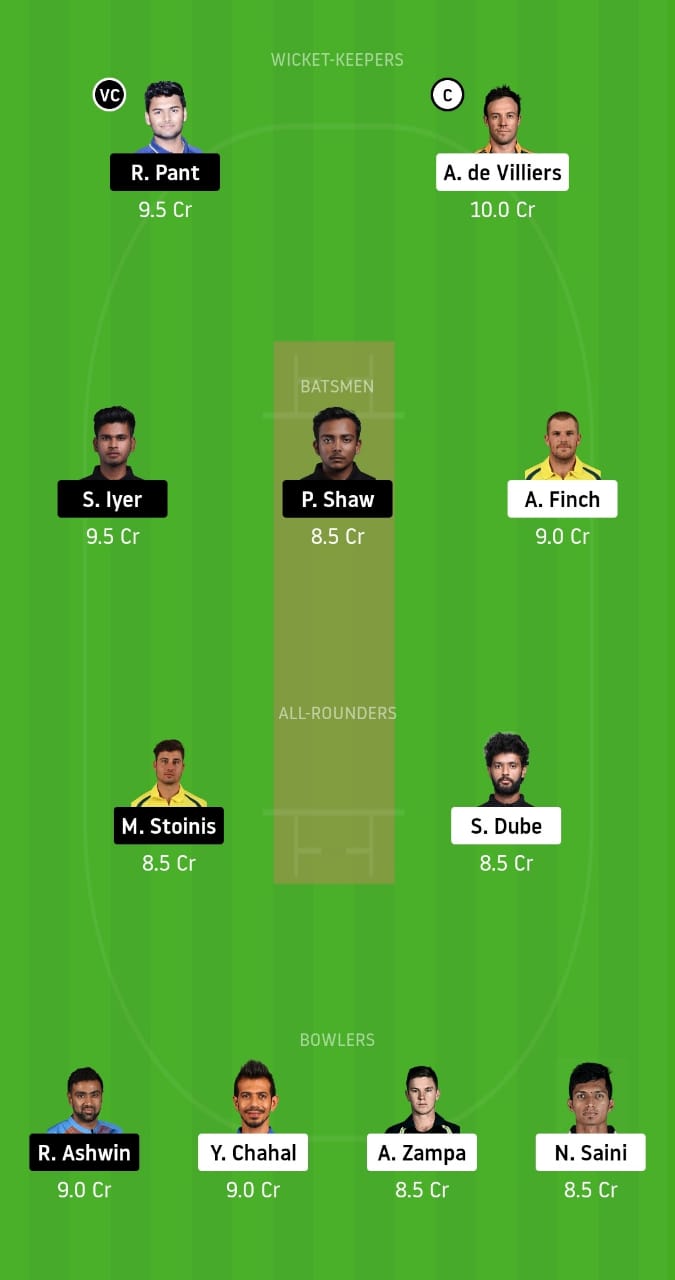 WICKET-KEEPERS
VC
C
R. Pant
A. de Villiers
9.5 Cr
10.0 Cr
BATSMEN
S. Iyer
P. Shaw
A. Finch
9.5 Cr
8.5 Cr
9.0 Cr
ALL-ROUNDERS
M. Stoinis
S. Dube
8.5 Cr
8.5 Cr
BOWLERS
R. Ashwin
Y. Chahal
A. Zampa
N. Saini
9.0 Cr
9.0 Cr
8.5 Cr
8.5 Cr